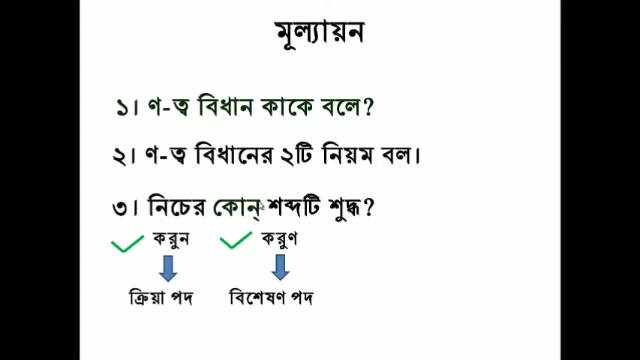 মূল্যায়ন
১। ণ-ত্ব বিধান কাকে বলে?
২। ণ-ত্ব বিধানের ২টি নিয়ম বল।
৩। নিচের কোন্ শব্দটি শুদ্ধ?
করুন করুণ
ক্রিয়া পদ বিশেষণ পদ